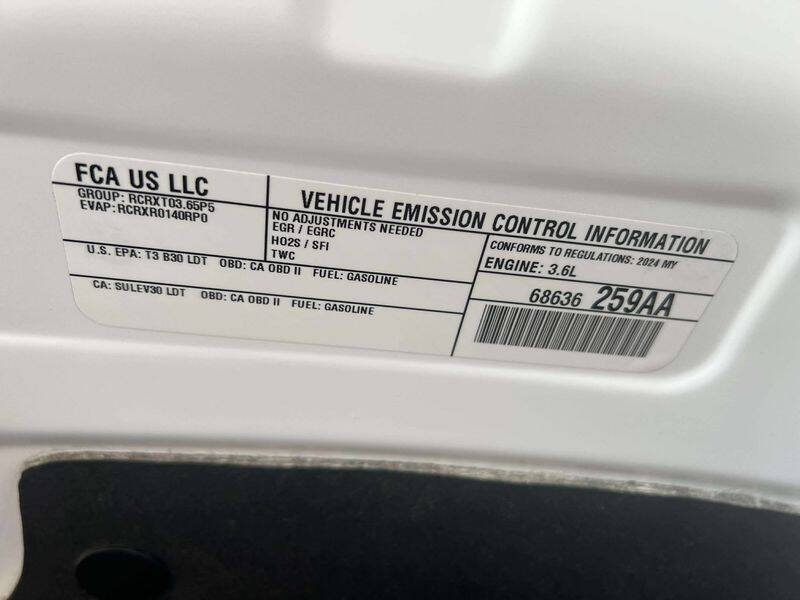 FCA US LLC
GROUP: RCRXT03.65P5
EVAP: RCRXR0140RP0
VEHICLE EMISSION CONTROL INFORMATION
NO ADJUSTMENTS NEEDED
EGR / EGRC
HO2S / SFI
TWC
CONFORMS TO REGULATIONS: 2024 MY
ENGINE: 3.6L
U.S. EPA: T3 B30 LDT OBD: CA OBD II FUEL: GASOLINE
CA: SULEV30 LDT OBD: CA OBD II FUEL: GASOLINE
68636 259AA